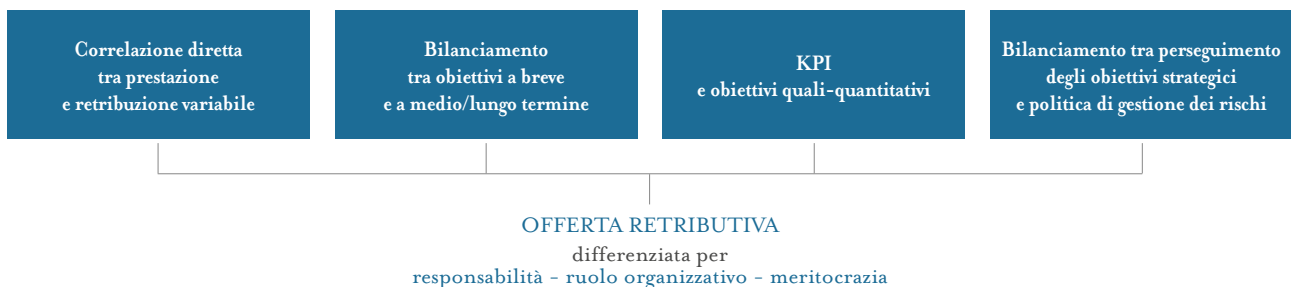 Correlazione diretta
tra prestazione
e retribuzione variabile
Bilanciamento
tra obiettivi a breve
e a medio/lungo termine
KPI
e obiettivi quali-quantitativi
Bilanciamento tra perseguimento
degli obiettivi strategici
e politica di gestione dei rischi
OFFERTA RETRIBUTIVA
differenziata per
responsabilità - ruolo organizzativo - meritocrazia